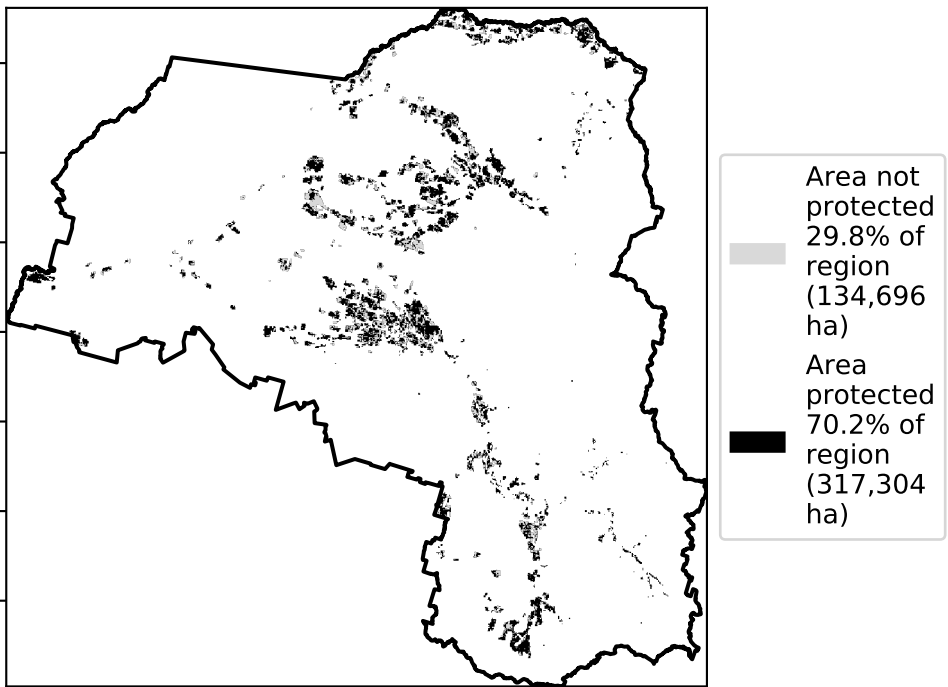 Area not
protected
29.8% of
region
(134,696
ha)
Area
protected
70.2% of
region
(317,304
ha)